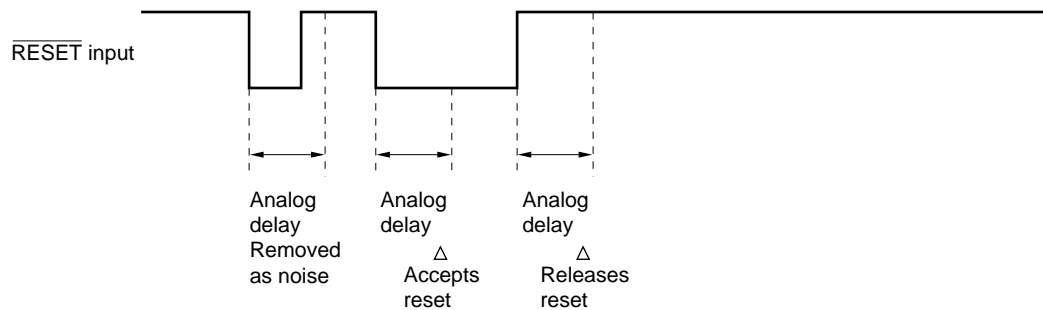 RESET input
Analog
delay
Removed
as noise
Analog
delay
△
Accepts
reset
Analog
delay
△
Releases
reset